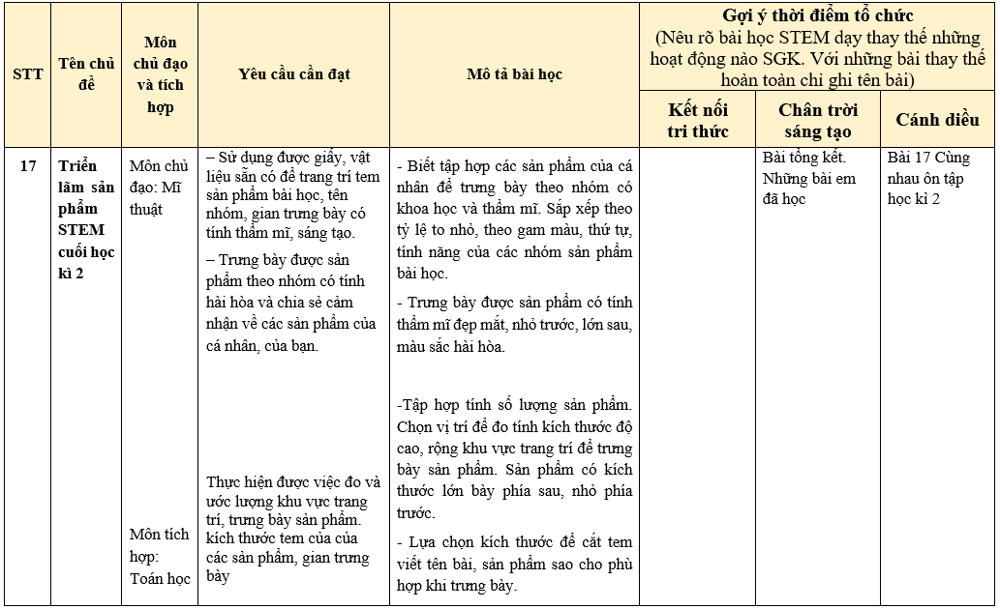 STT
Tên chủ
đề
Môn
chủ đạo
và tích
hợp
Yêu cầu cần đạt
Mô tả bài học
Gợi ý thời điểm tổ chức
(Nêu rõ bài học STEM dạy thay thế những
hoạt động nào SGK. Với những bài thay thế
hoàn toàn chỉ ghi tên bài)
Kết nối
tri thức
Chân trời
sáng tạo
Cánh diều
17
Triển
lãm sản
phẩm
STEM
cuối học
kì 2
Môn chủ
đạo: Mĩ
thuật
– Sử dụng được giấy, vật
liệu sẵn có để trang trí tem
sản phẩm bài học, tên
nhóm, gian trưng bày có
tính thẩm mĩ, sáng tạo.
– Trưng bày được sản
phẩm theo nhóm có tính
hài hòa và chia sẻ cảm
nhận về các sản phẩm của
cá nhân, của bạn.
- Biết tập hợp các sản phẩm của cá
nhân để trưng bày theo nhóm có
khoa học và thẩm mĩ. Sắp xếp theo
tỷ lệ to nhỏ, theo gam màu, thứ tự,
tính năng của các nhóm sản phẩm
bài học.
- Trưng bày được sản phẩm có tính
thẩm mĩ đẹp mắt, nhỏ trước, lớn sau,
màu sắc hài hòa.
Bài tổng kết.
Những bài em
đã học
Bài 17 Cùng
nhau ôn tập
học kì 2
Môn tích
hợp:
Toán học
Thực hiện được việc đo và
ước lượng khu vực trang
trí, trưng bày sản phẩm.
kích thước tem của của
các sản phẩm, gian trưng
bày
-Tập hợp tính số lượng sản phẩm.
Chọn vị trí để đo tính kích thước độ
cao, rộng khu vực trang trí để trưng
bày sản phẩm. Sản phẩm có kích
thước lớn bày phía sau, nhỏ phía
trước.
- Lựa chọn kích thước để cắt tem
viết tên bài, sản phẩm sao cho phù
hợp khi trưng bày.